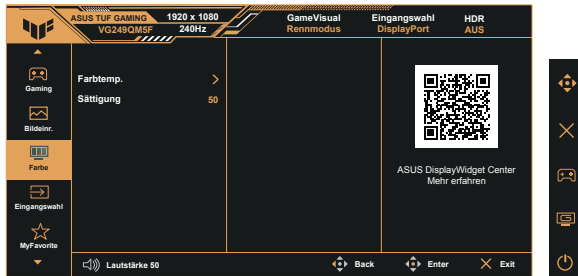 ASUS TUF GAMING 1920 x 1080
VG249QM5F 240Hz
GameVisual
Rennmodus
Eingangswahl
DisplayPort
HDR
AUS
Gaming
Bildeinr.
Farbe
Eingangswahl
MyFavorite
Farbtemp.
Sättigung 50
ASUS DisplayWidget Center
Mehr erfahren
Lautstärke 50
Back
Enter
Exit